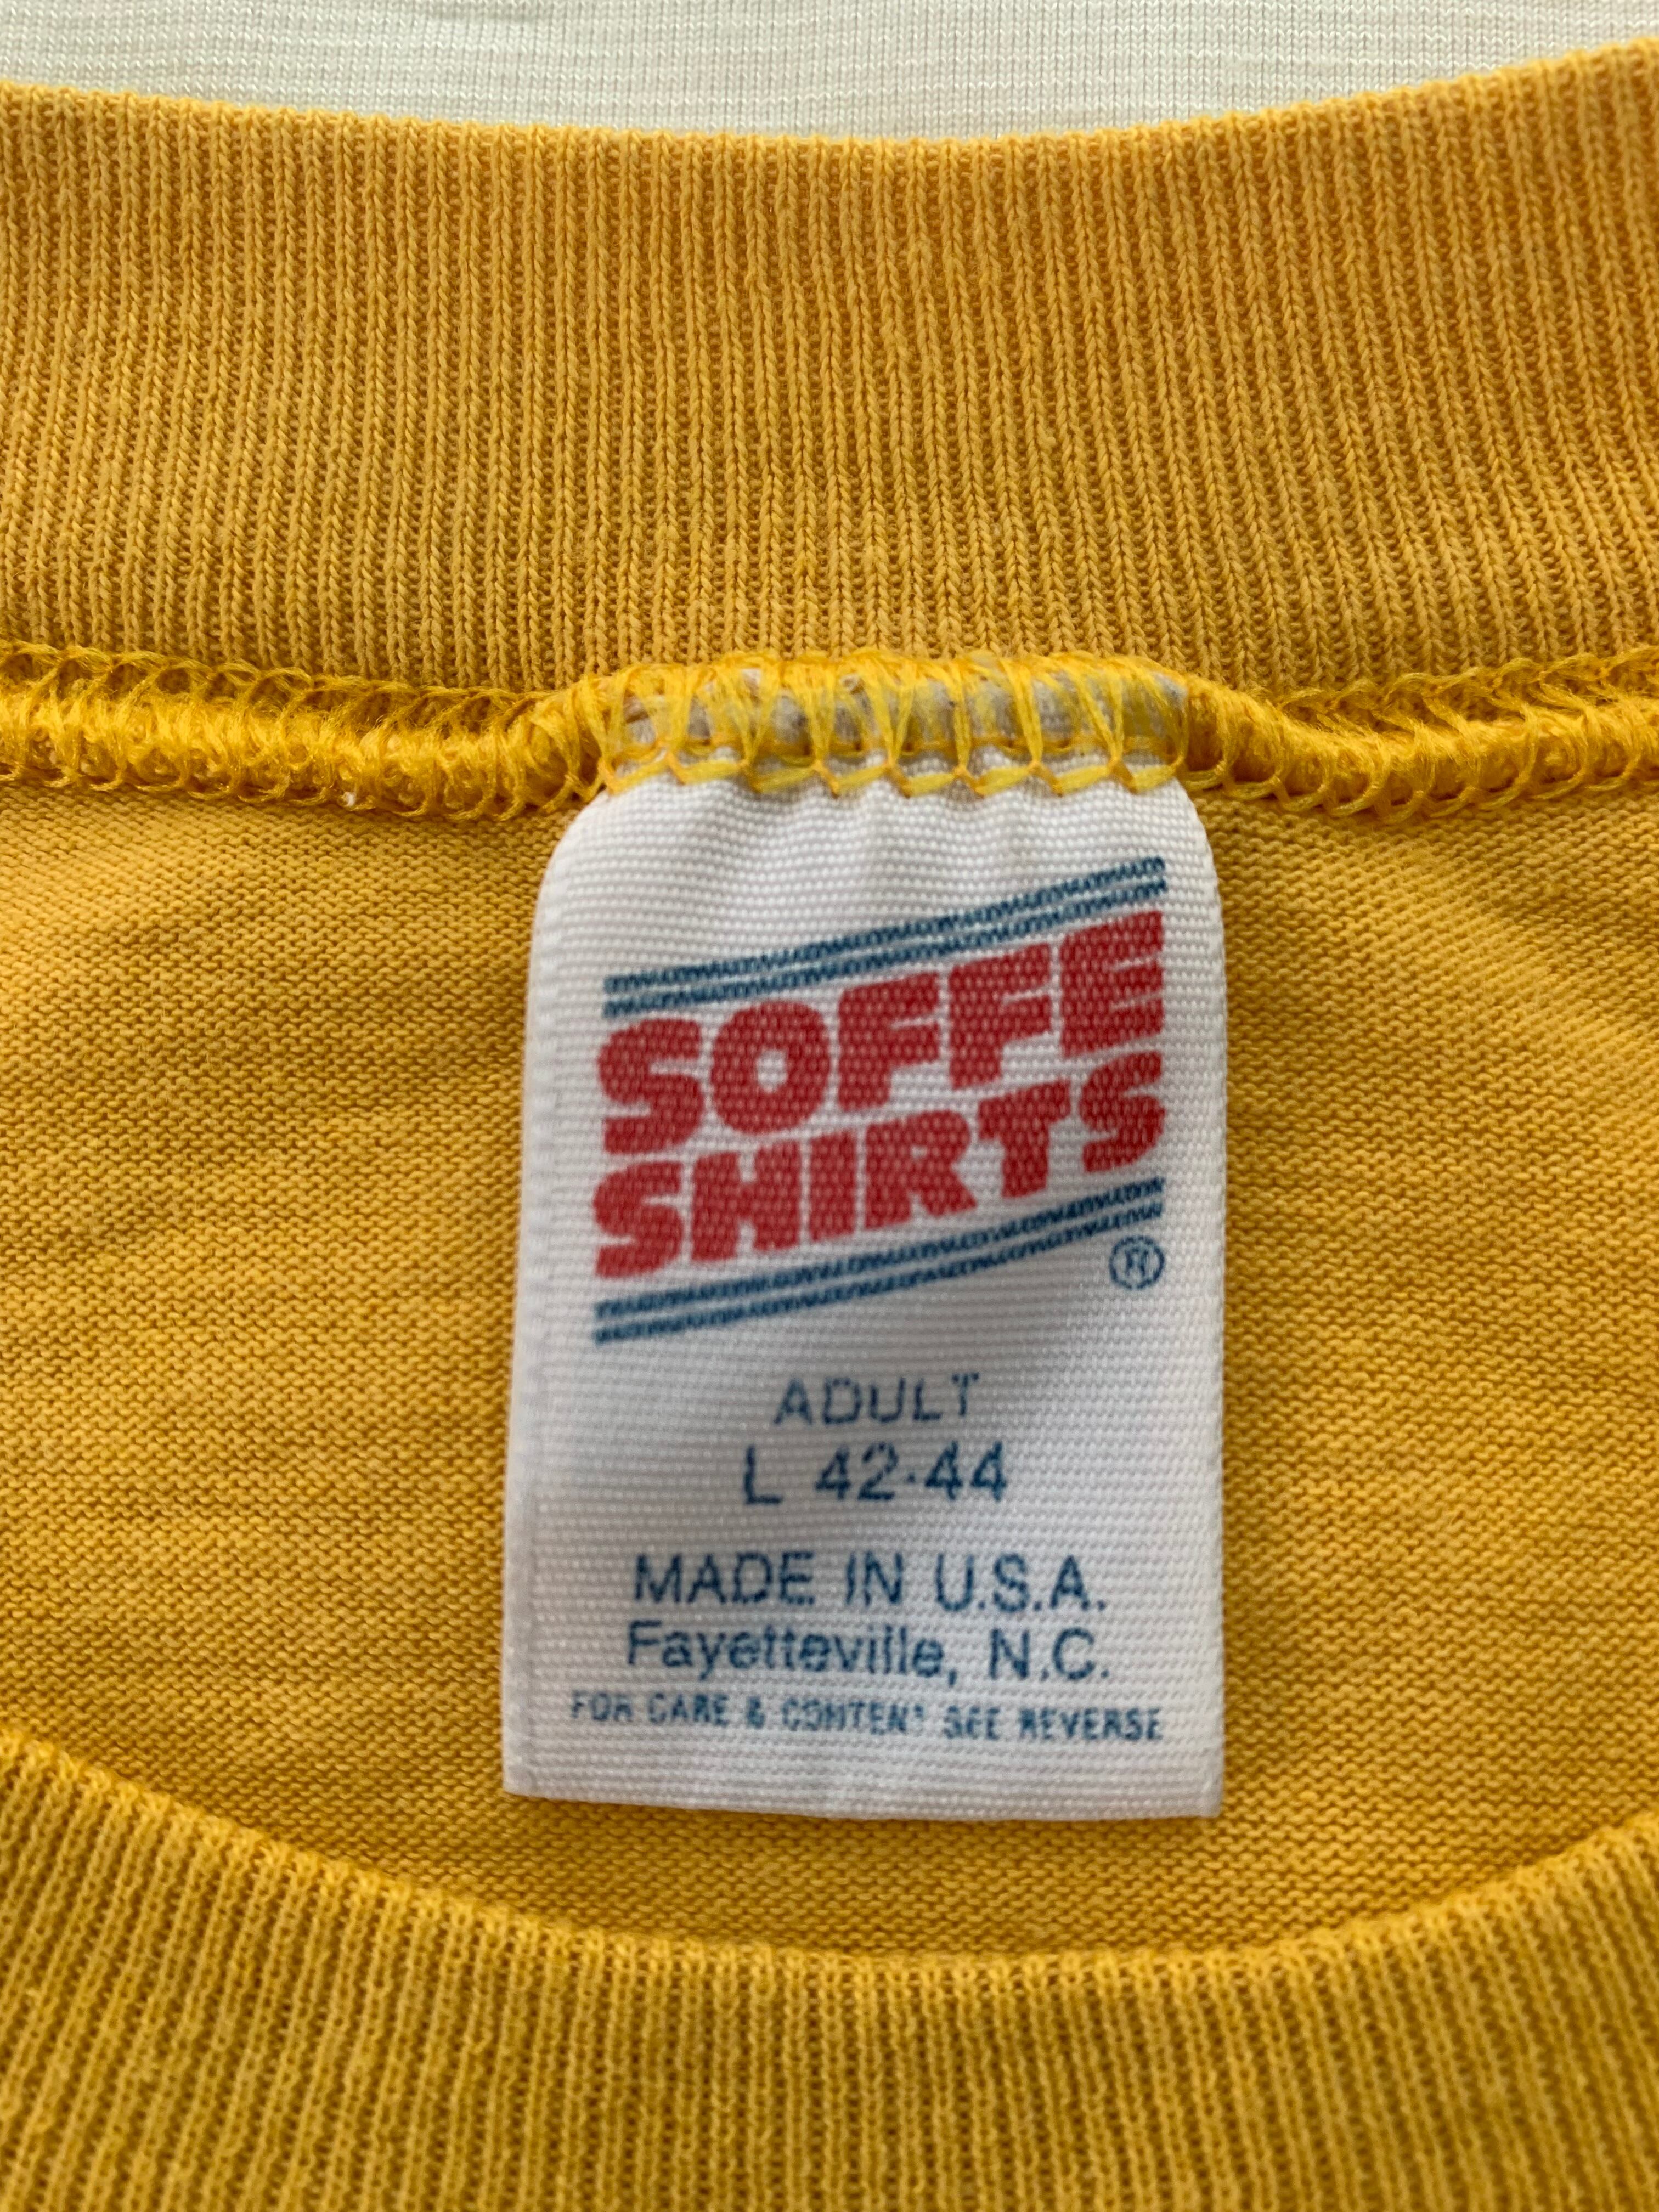 SOFFE
SHIRTS
®
ADULT
L 42-44
MADE IN U.S.A.
Fayetteville, N.C.
FOR CARE & CONTENT SEE REVERSE